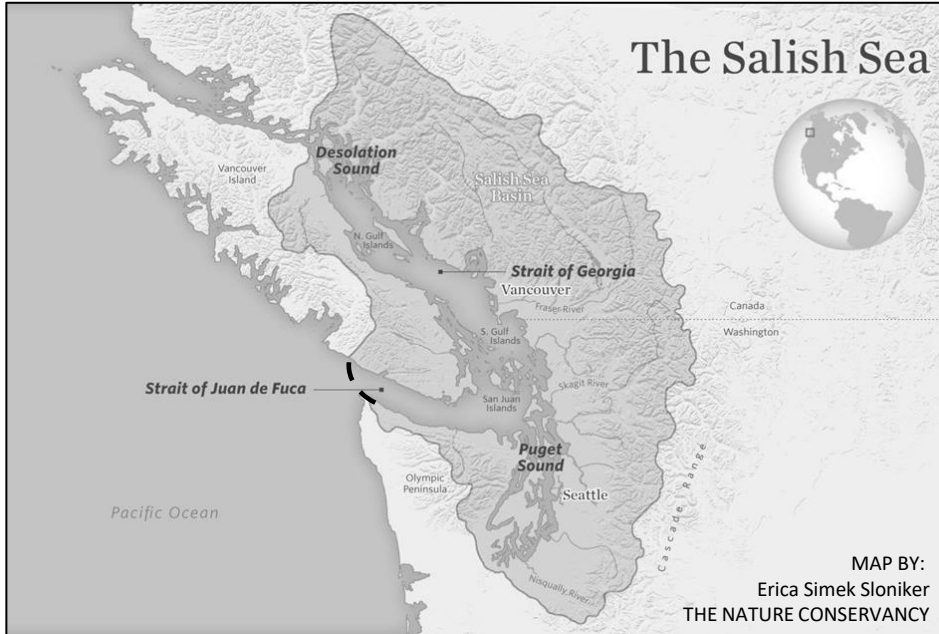 The Salish Sea
Desolation
Sound
Vancouver
Island
Salish Sea
Basin
N. Gulf
Islands
Strait of Georgia
Vancouver
Fraser River
Canada
Washington
S. Gulf
Islands
Strait of Juan de Fuca
Skagit River
San Juan
Islands
Puget
Sound
Olympic
Peninsula
Seattle
Cascade Range
Pacific Ocean
Nisqually River
MAP BY:
Erica Simek Sloniker
THE NATURE CONSERVANCY